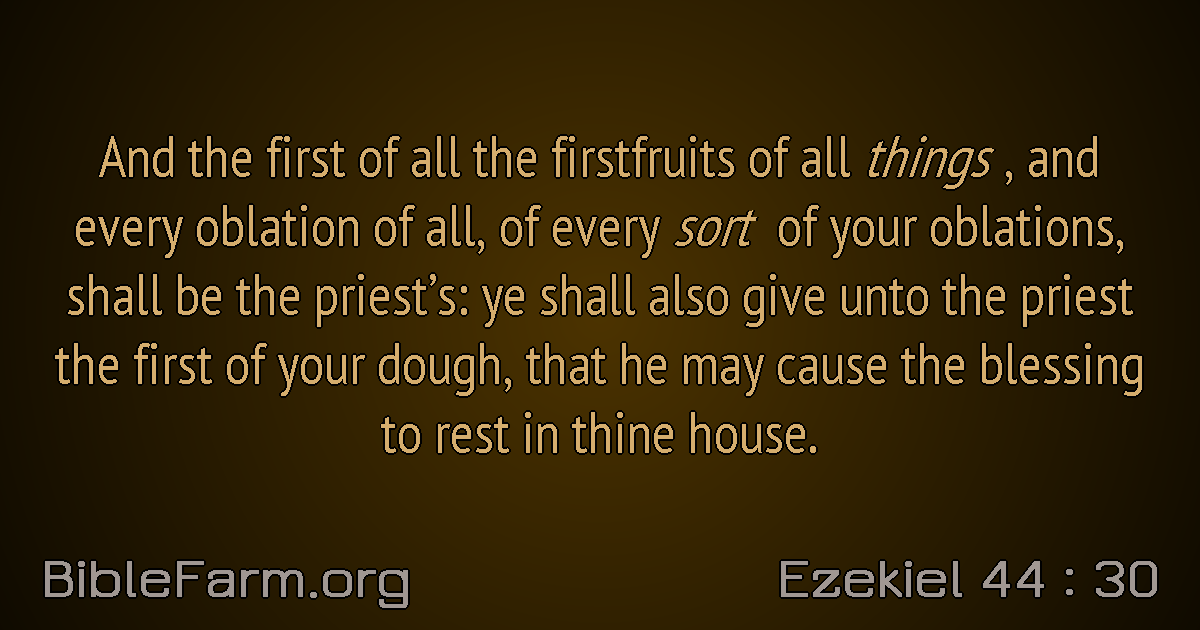 And the first of all the firstfruits of all things , and
every oblation of all, of every sort of your oblations,
shall be the priest’s: ye shall also give unto the priest
the first of your dough, that he may cause the blessing
to rest in thine house.
BibleFarm.org
Ezekiel 44 : 30